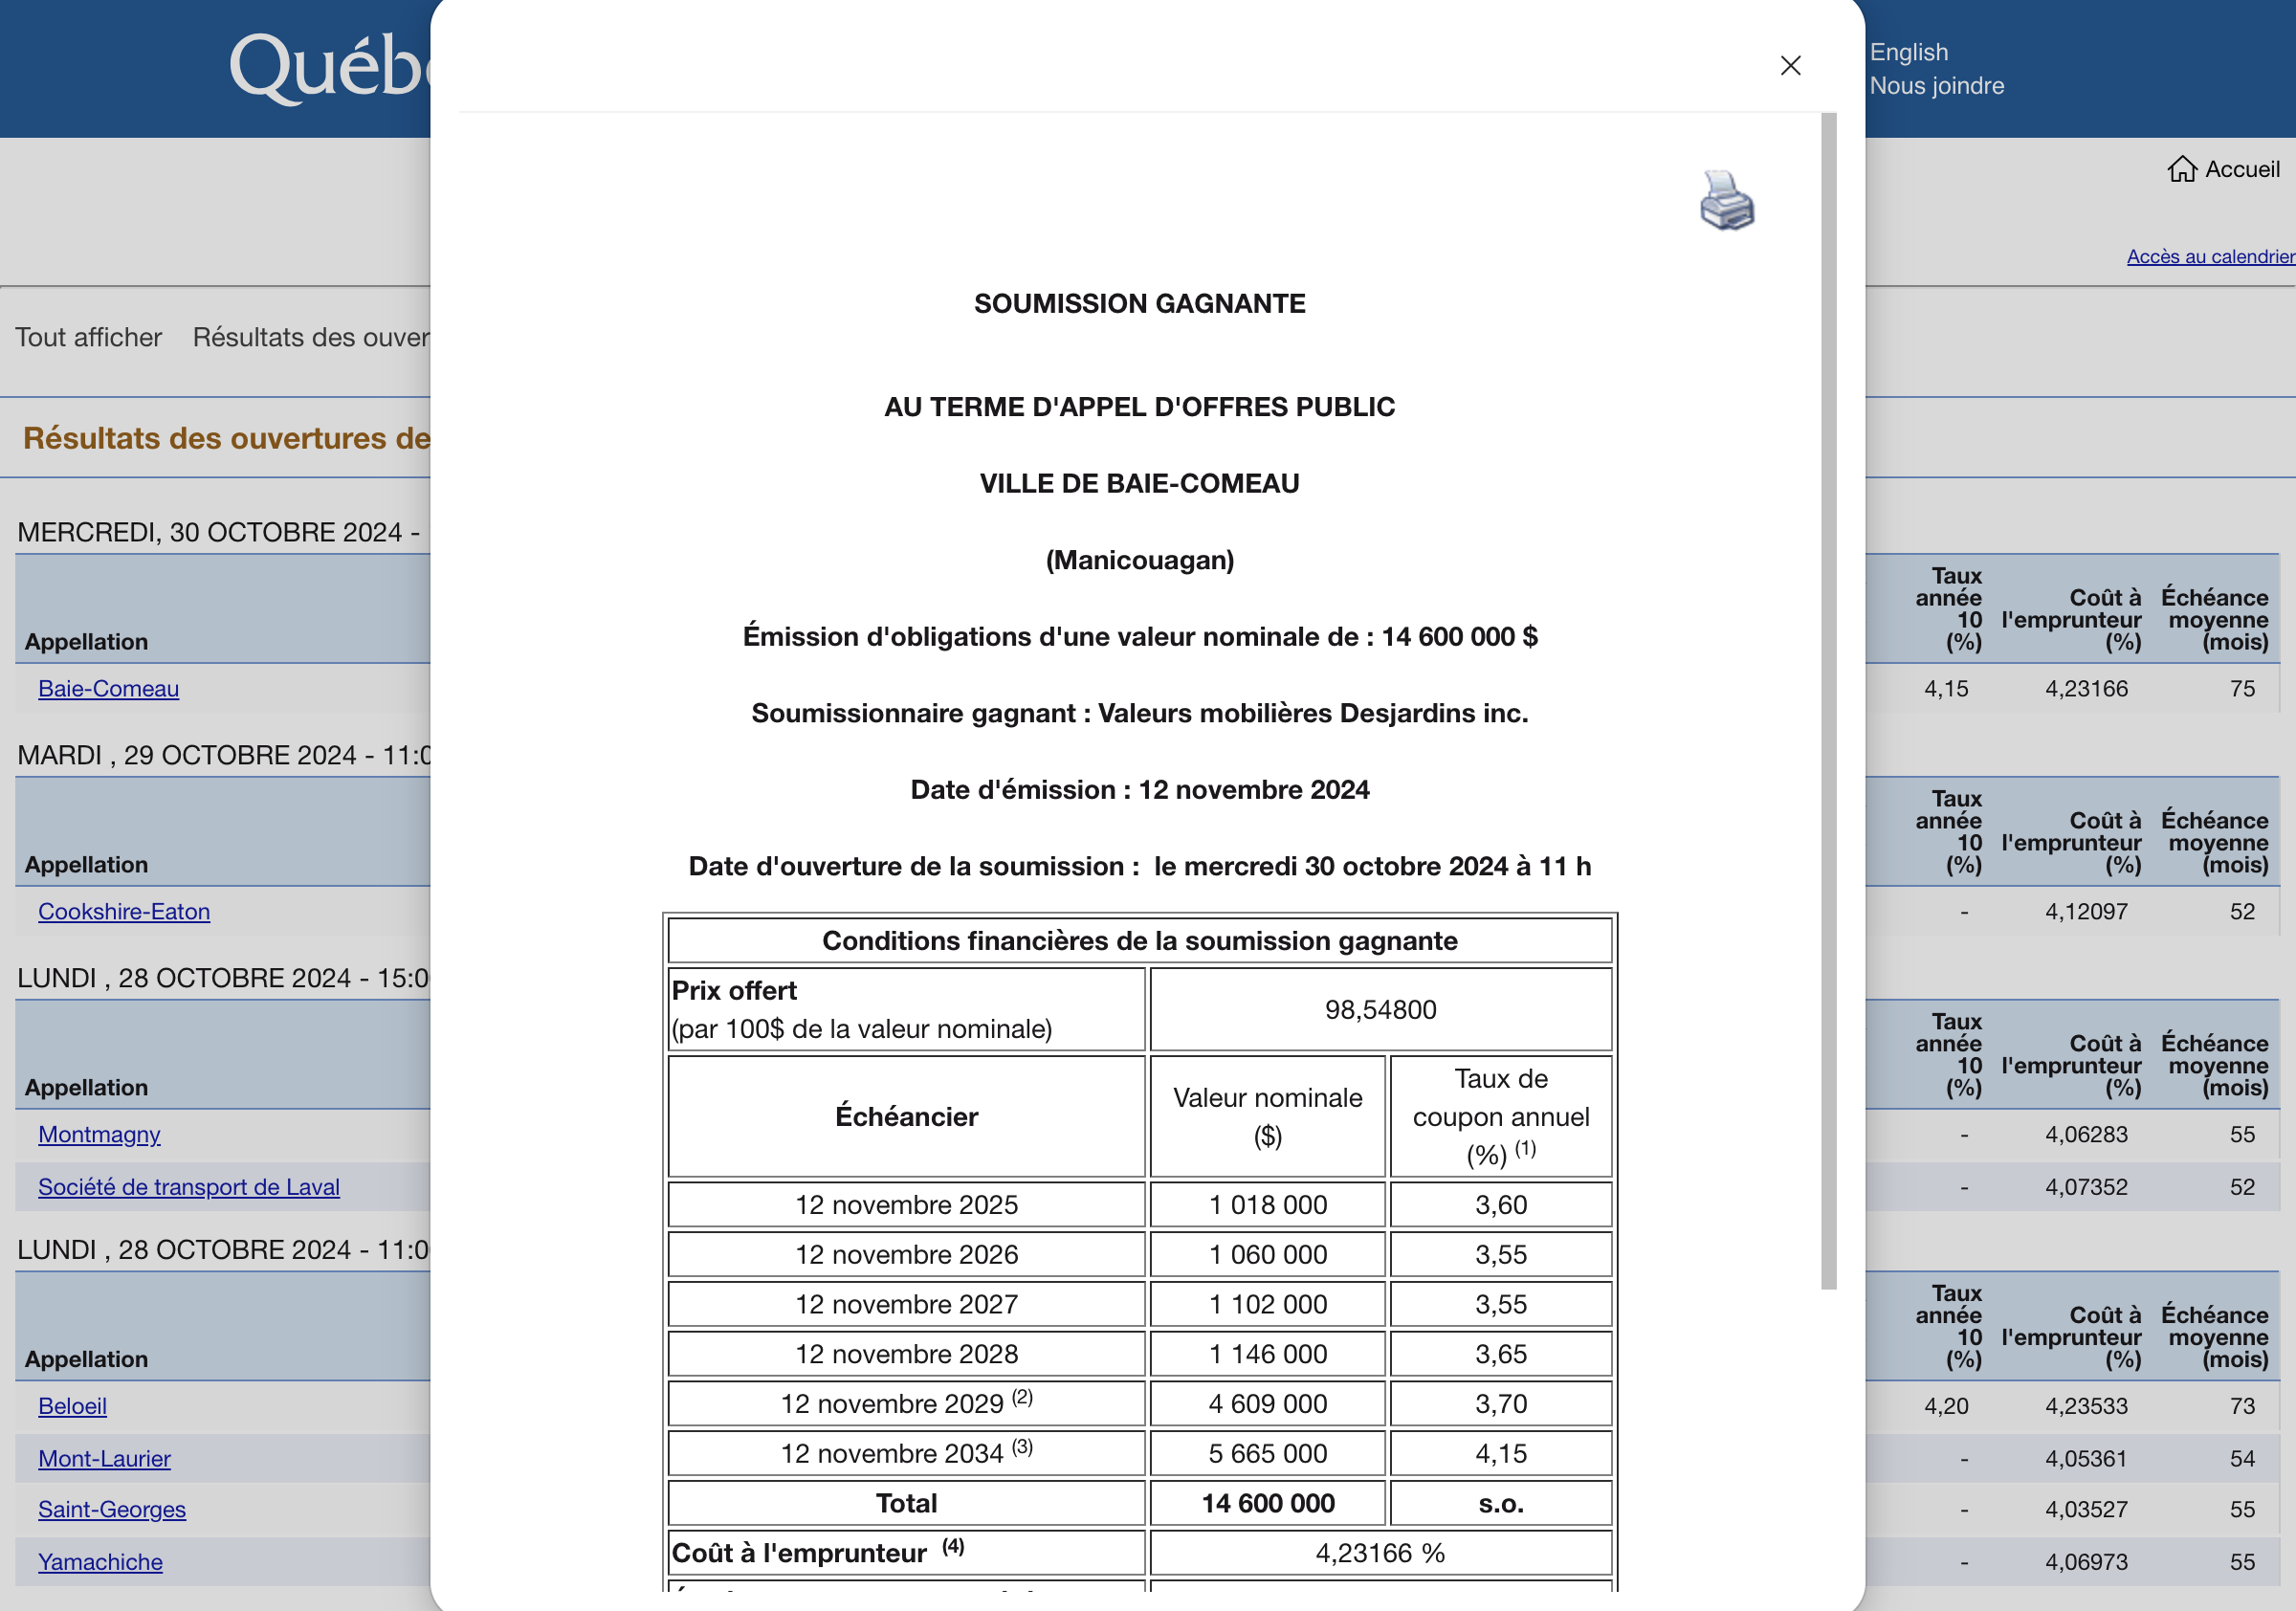 Québ
English
Nous joindre
Accueil
Accès au calendrier
Tout afficher Résultats des ouver
Résultats des ouvertures de
MERCREDI, 30 OCTOBRE 2024 -
Appellation
Taux année 10 (%) Coût à l'emprunteur (%) Échéance moyenne (mois)
Baie-Comeau 4,15 4,23166 75
MARDI , 29 OCTOBRE 2024 - 11:0
Appellation
Taux année 10 (%) Coût à l'emprunteur (%) Échéance moyenne (mois)
Cookshire-Eaton - 4,12097 52
LUNDI , 28 OCTOBRE 2024 - 15:0
Appellation
Taux année 10 (%) Coût à l'emprunteur (%) Échéance moyenne (mois)
Montmagny - 4,06283 55
Société de transport de Laval - 4,07352 52
LUNDI , 28 OCTOBRE 2024 - 11:0
Appellation
Taux année 10 (%) Coût à l'emprunteur (%) Échéance moyenne (mois)
Beloeil 4,20 4,23533 73
Mont-Laurier - 4,05361 54
Saint-Georges - 4,03527 55
Yamachiche - 4,06973 55
SOUMISSION GAGNANTE
AU TERME D'APPEL D'OFFRES PUBLIC
VILLE DE BAIE-COMEAU
(Manicouagan)
Émission d'obligations d'une valeur nominale de : 14 600 000 $
Soumissionnaire gagnant : Valeurs mobilières Desjardins inc.
Date d'émission : 12 novembre 2024
Date d'ouverture de la soumission : le mercredi 30 octobre 2024 à 11 h
Conditions financières de la soumission gagnante
Prix offert
(par 100$ de la valeur nominale) 98,54800
Échéancier Valeur nominale ($) Taux de coupon annuel (%) (1)
12 novembre 2025 1 018 000 3,60
12 novembre 2026 1 060 000 3,55
12 novembre 2027 1 102 000 3,55
12 novembre 2028 1 146 000 3,65
12 novembre 2029 (2) 4 609 000 3,70
12 novembre 2034 (3) 5 665 000 4,15
Total 14 600 000 s.o.
Coût à l'emprunteur (4) 4,23166 %